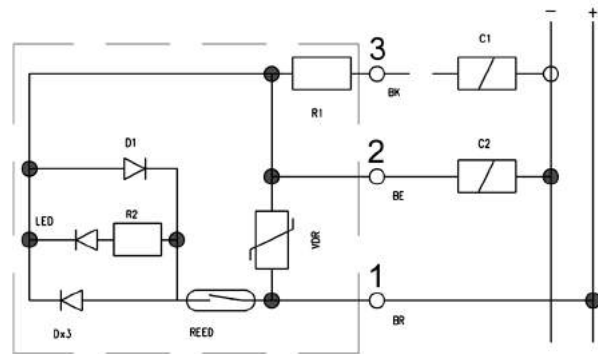 − +
3 C1
R1 BK
D1 2 C2
LED R2 VDR BE
1
Dx3 REED BR